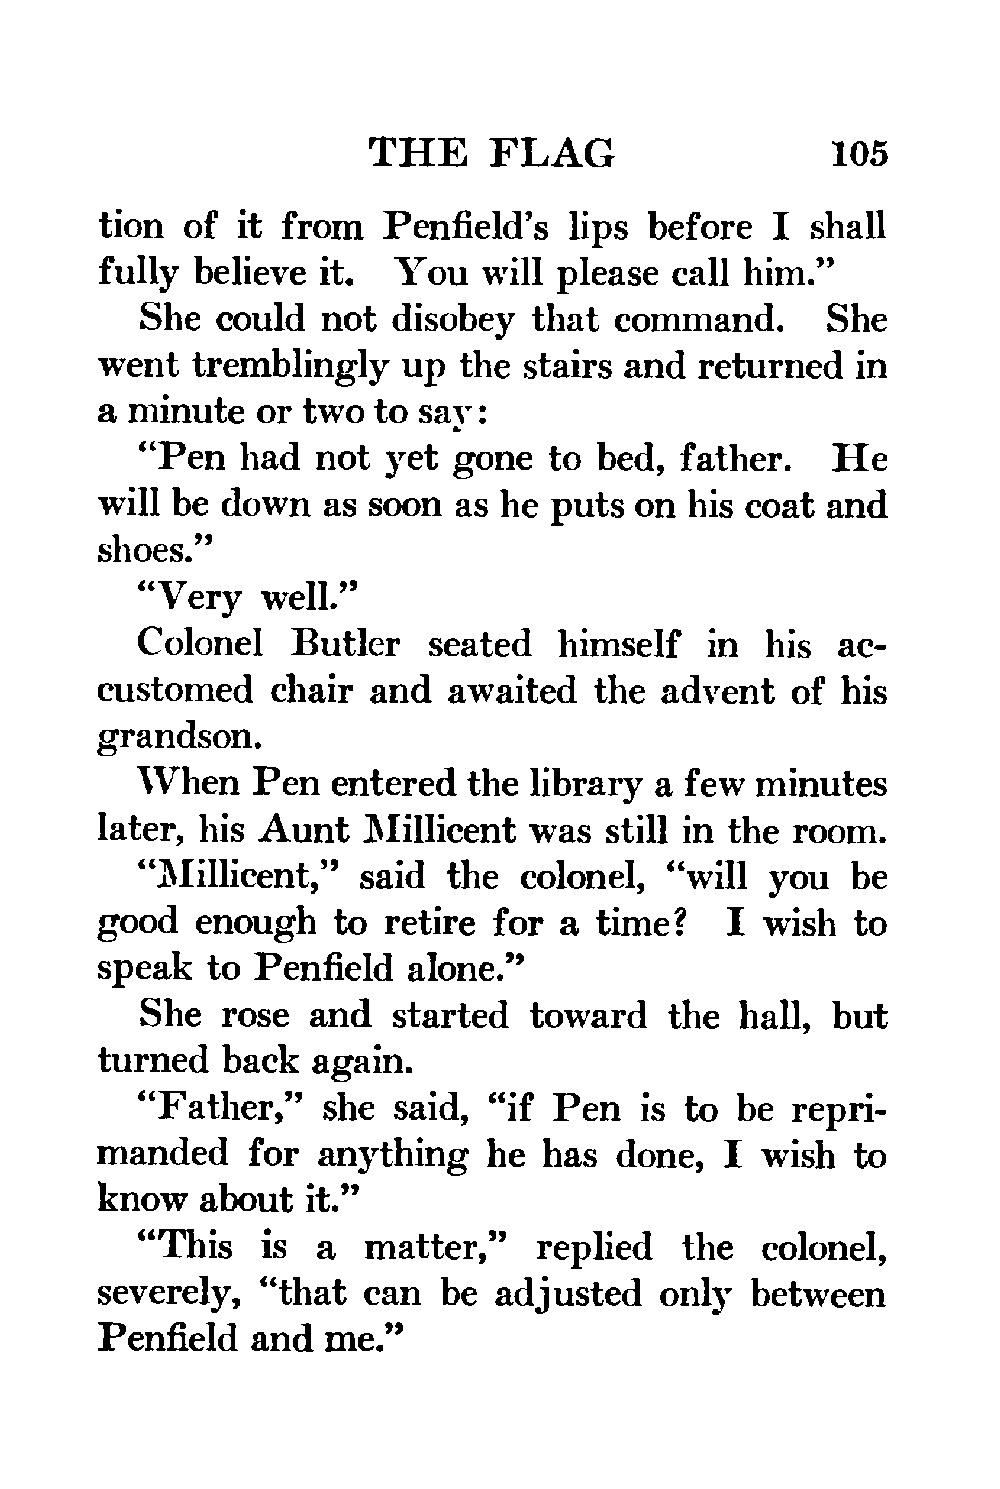 THE FLAG 105
tion of it from Penfield's lips before I shall
fully believe it. You will please call him."
She could not disobey that command. She
went tremblingly up the stairs and returned in
a minute or two to say:
"Pen had not yet gone to bed, father. He
will be down as soon as he puts on his coat and
shoes."
"Very well."
Colonel Butler seated himself in his ac-
customed chair and awaited the advent of his
grandson.
When Pen entered the library a few minutes
later, his Aunt Millicent was still in the room.
"Millicent," said the colonel, "will you be
good enough to retire for a time? I wish to
speak to Penfield alone."
She rose and started toward the hall, but
turned back again.
"Father," she said, "if Pen is to be repri-
manded for anything he has done, I wish to
know about it."
"This is a matter," replied the colonel,
severely, "that can be adjusted only between
Penfield and me."